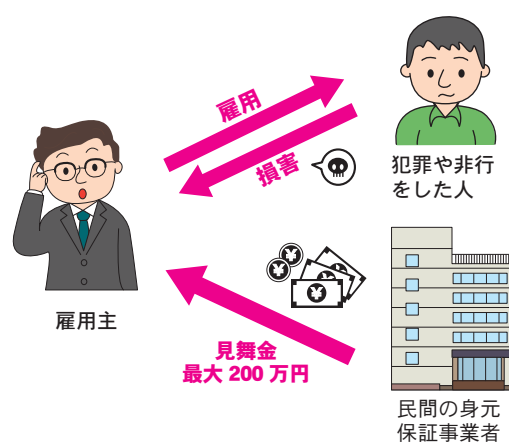 雇用
損害
犯罪や非行
をした人
雇用主
見舞金
最大 200 万円
民間の身元
保証事業者